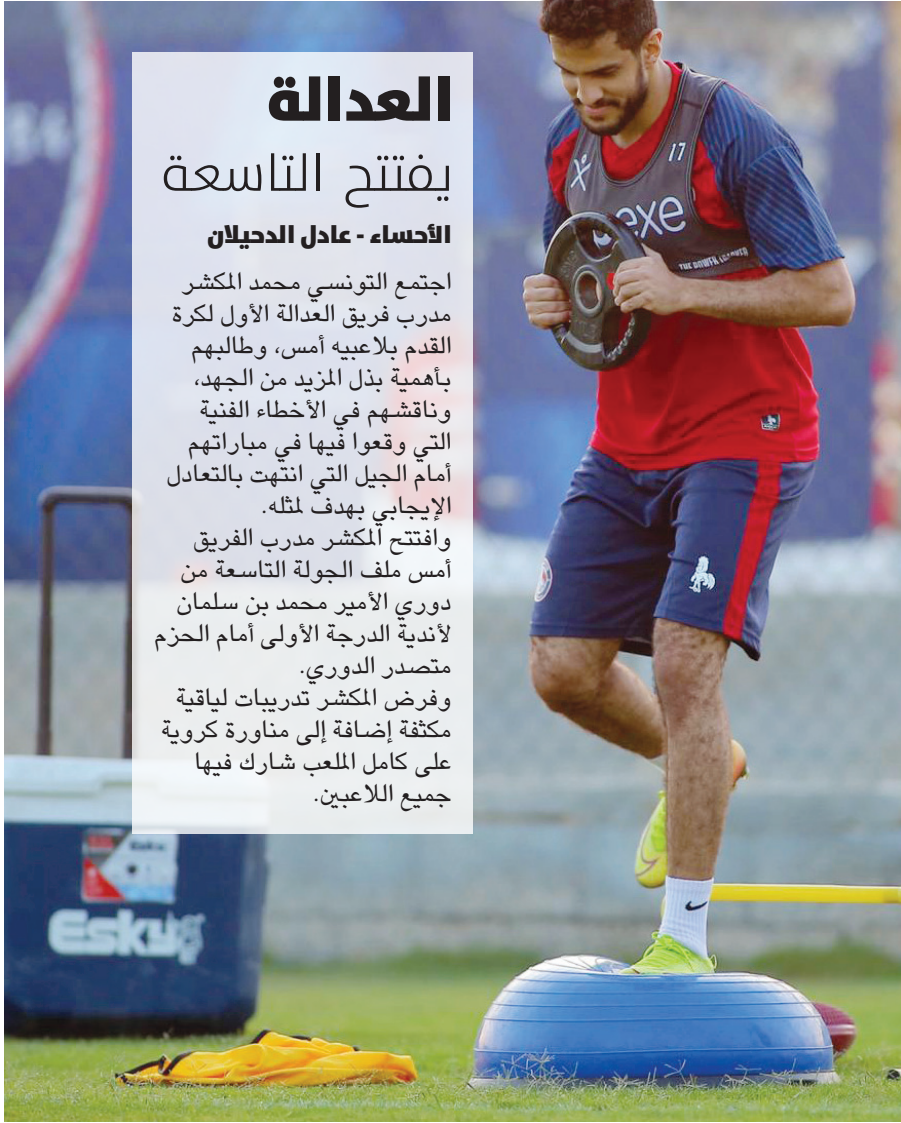 العدالة
يفتتح التاسعة
الأحساء - عادل الدحيلان
اجتمع التونسي محمد المكشر
مدرب فريق العدالة الأول لكرة
القدم بلاعبيه أمس، وطالبهم
بأهمية بذل المزيد من الجهد،
وناقشهم في الأخطاء الفنية
التي وقعوا فيها في مباراتهم
أمام الجيل التي انتهت بالتعادل
الإيجابي بهدف لمثله.
وافتتح المكشر مدرب الفريق
أمس ملف الجولة التاسعة من
دوري الأمير محمد بن سلمان
لأندية الدرجة الأولى أمام الحزم
متصدر الدوري.
وفرض المكشر تدريبات لياقية
مكثفة إضافة إلى مناورة كروية
على كامل الملعب شارك فيها
جميع اللاعبين.
17
exe
Esky